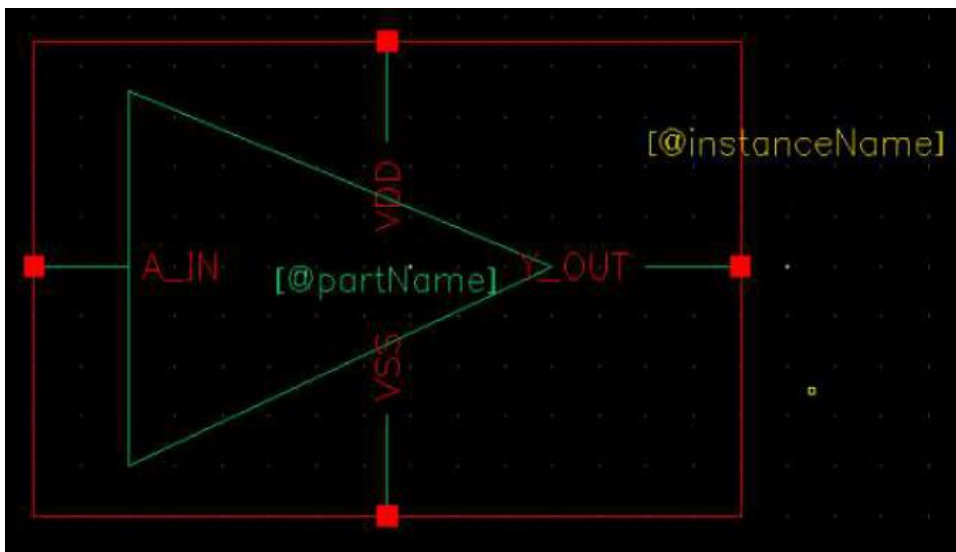 [@instanceName]
VDD
A_IN
[@partName]
Y_OUT
VSS